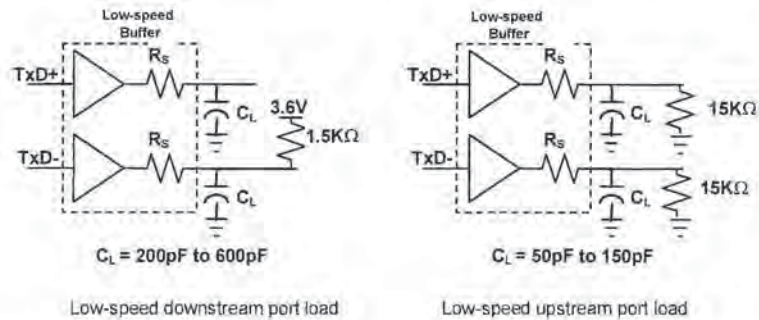 Low-speed
Buffer
TxD+
RS
CL
3.6V
1.5KΩ
TxD-
RS
CL
CL = 200pF to 600pF
Low-speed downstream port load
Low-speed
Buffer
TxD+
RS
CL
15KΩ
TxD-
RS
CL
15KΩ
CL = 50pF to 150pF
Low-speed upstream port load